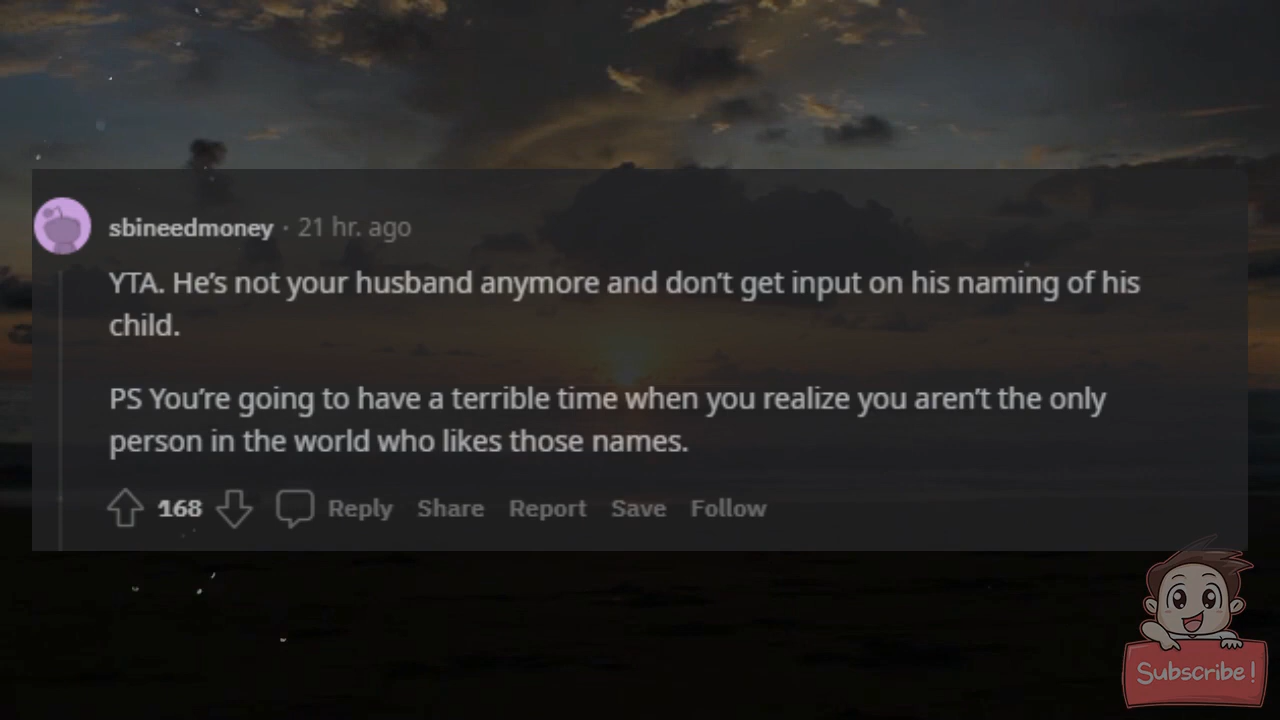 sbineedmoney · 21 hr. ago
YTA. He’s not your husband anymore and don’t get input on his naming of his
child.
PS You’re going to have a terrible time when you realize you aren’t the only
person in the world who likes those names.
168 Reply Share Report Save Follow
Subscribe!